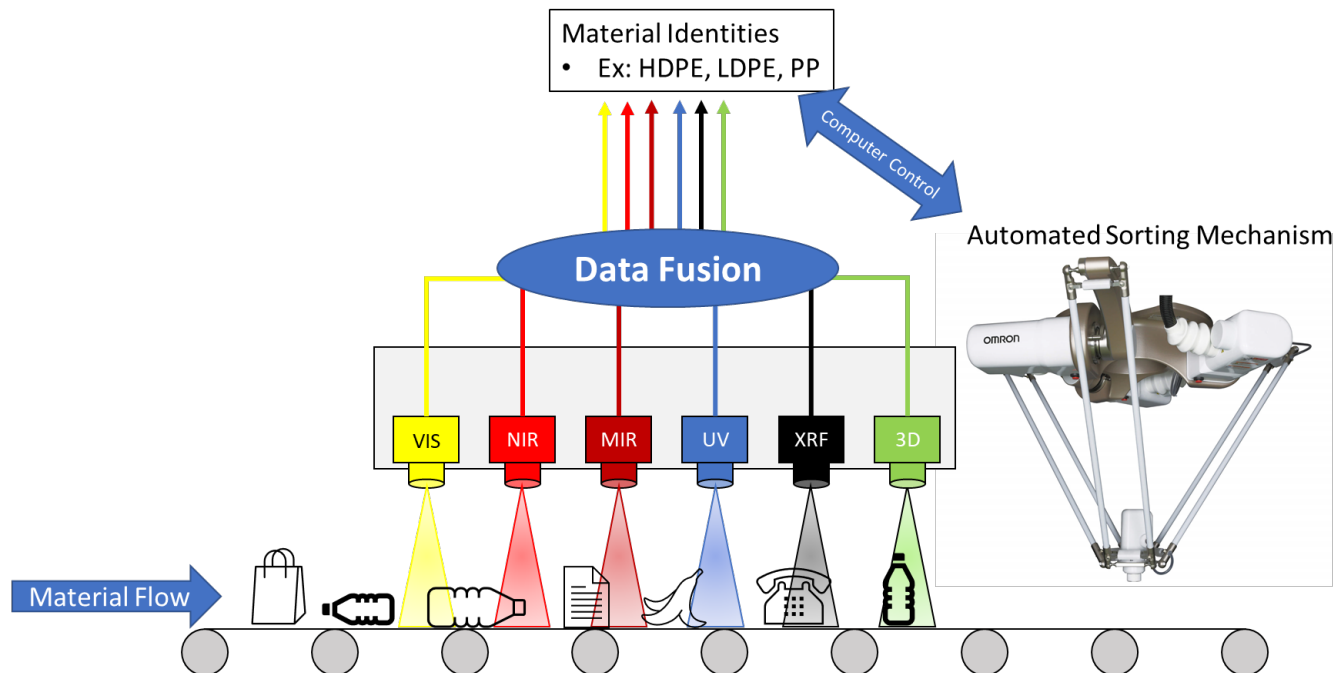 Material Identities
• Ex: HDPE, LDPE, PP
Computer Control
Automated Sorting Mechanism
Data Fusion
OMRON
VIS NIR MIR UV XRF 3D
Material Flow